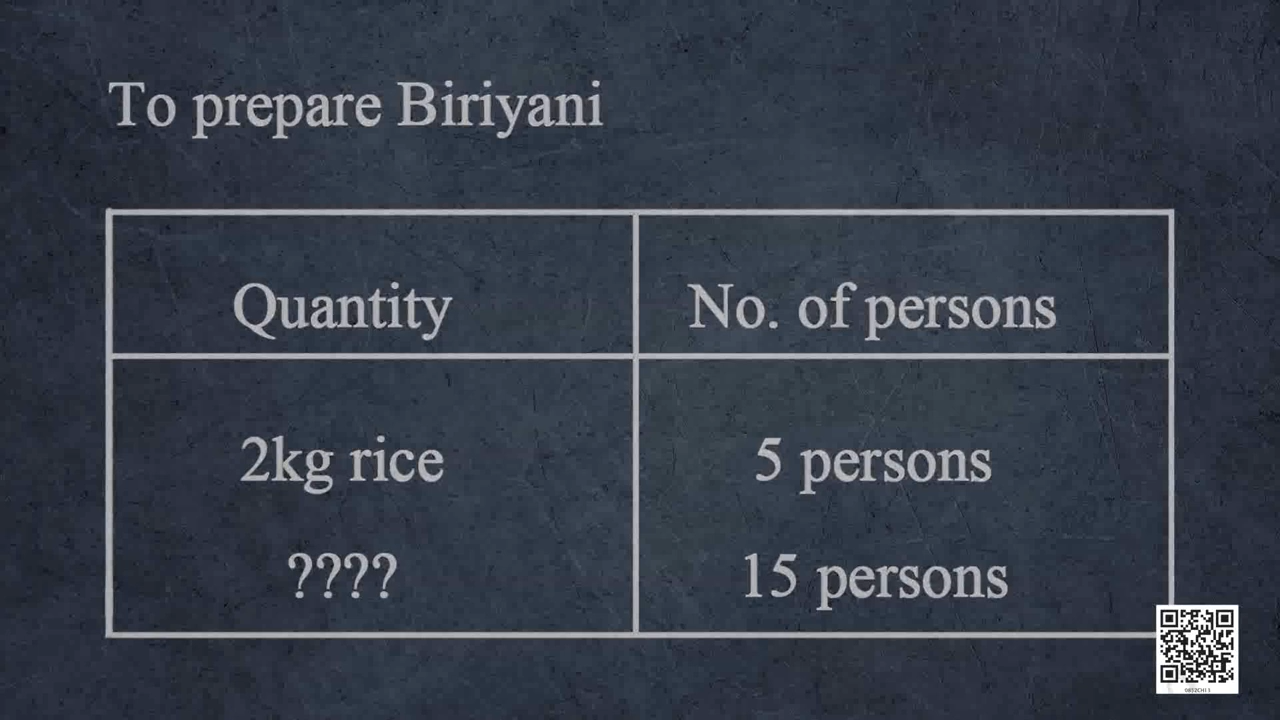 To prepare Biriyani
Quantity No. of persons
2kg rice 5 persons
???? 15 persons